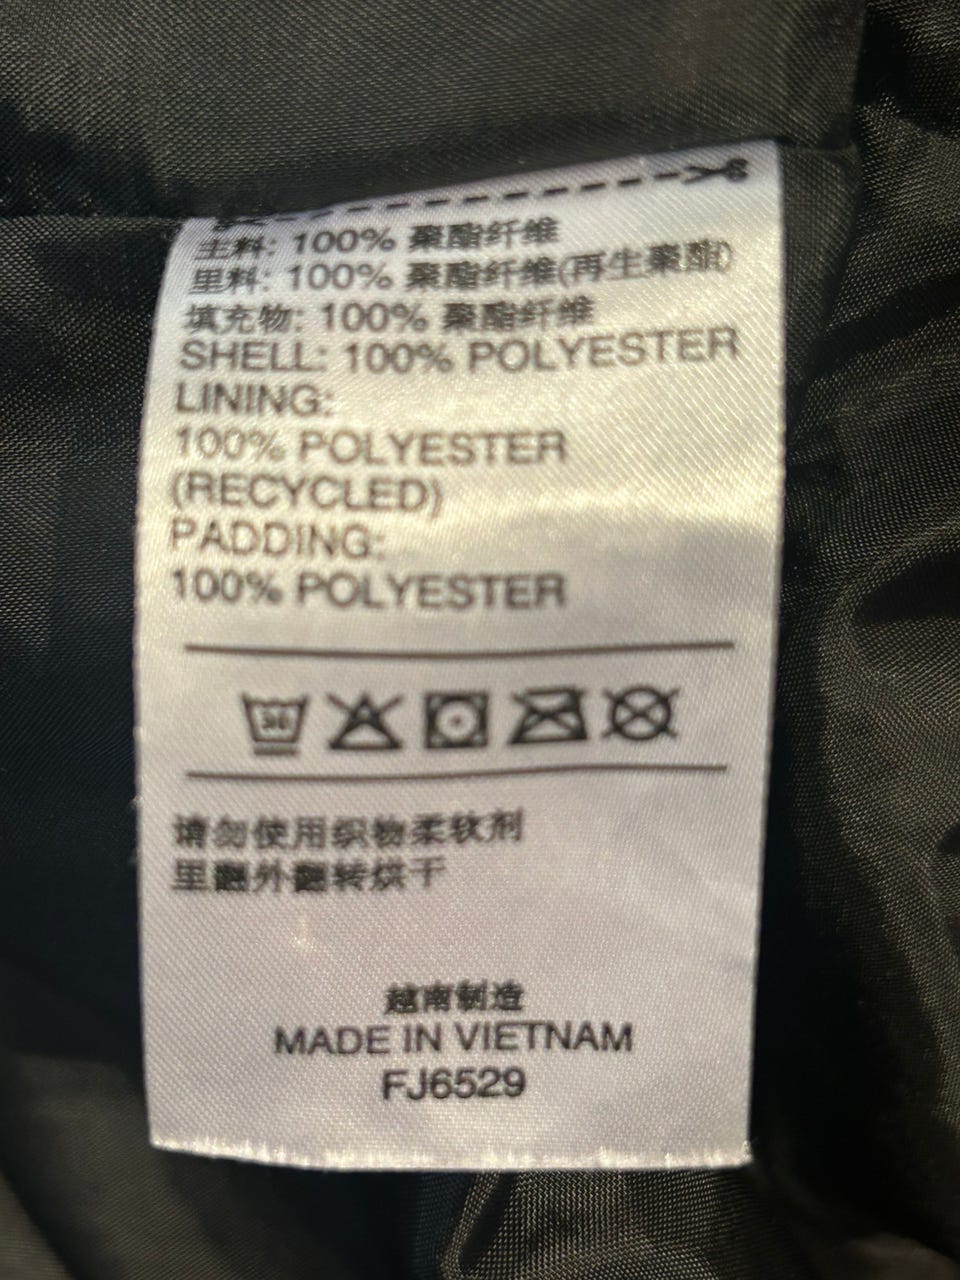 主料: 100% 聚酯纤维
里料: 100% 聚酯纤维(再生聚酯)
填充物: 100% 聚酯纤维
SHELL: 100% POLYESTER
LINING:
100% POLYESTER
(RECYCLED)
PADDING:
100% POLYESTER
30
请勿使用织物柔软剂
里翻外翻转烘干
越南制造
MADE IN VIETNAM
FJ6529